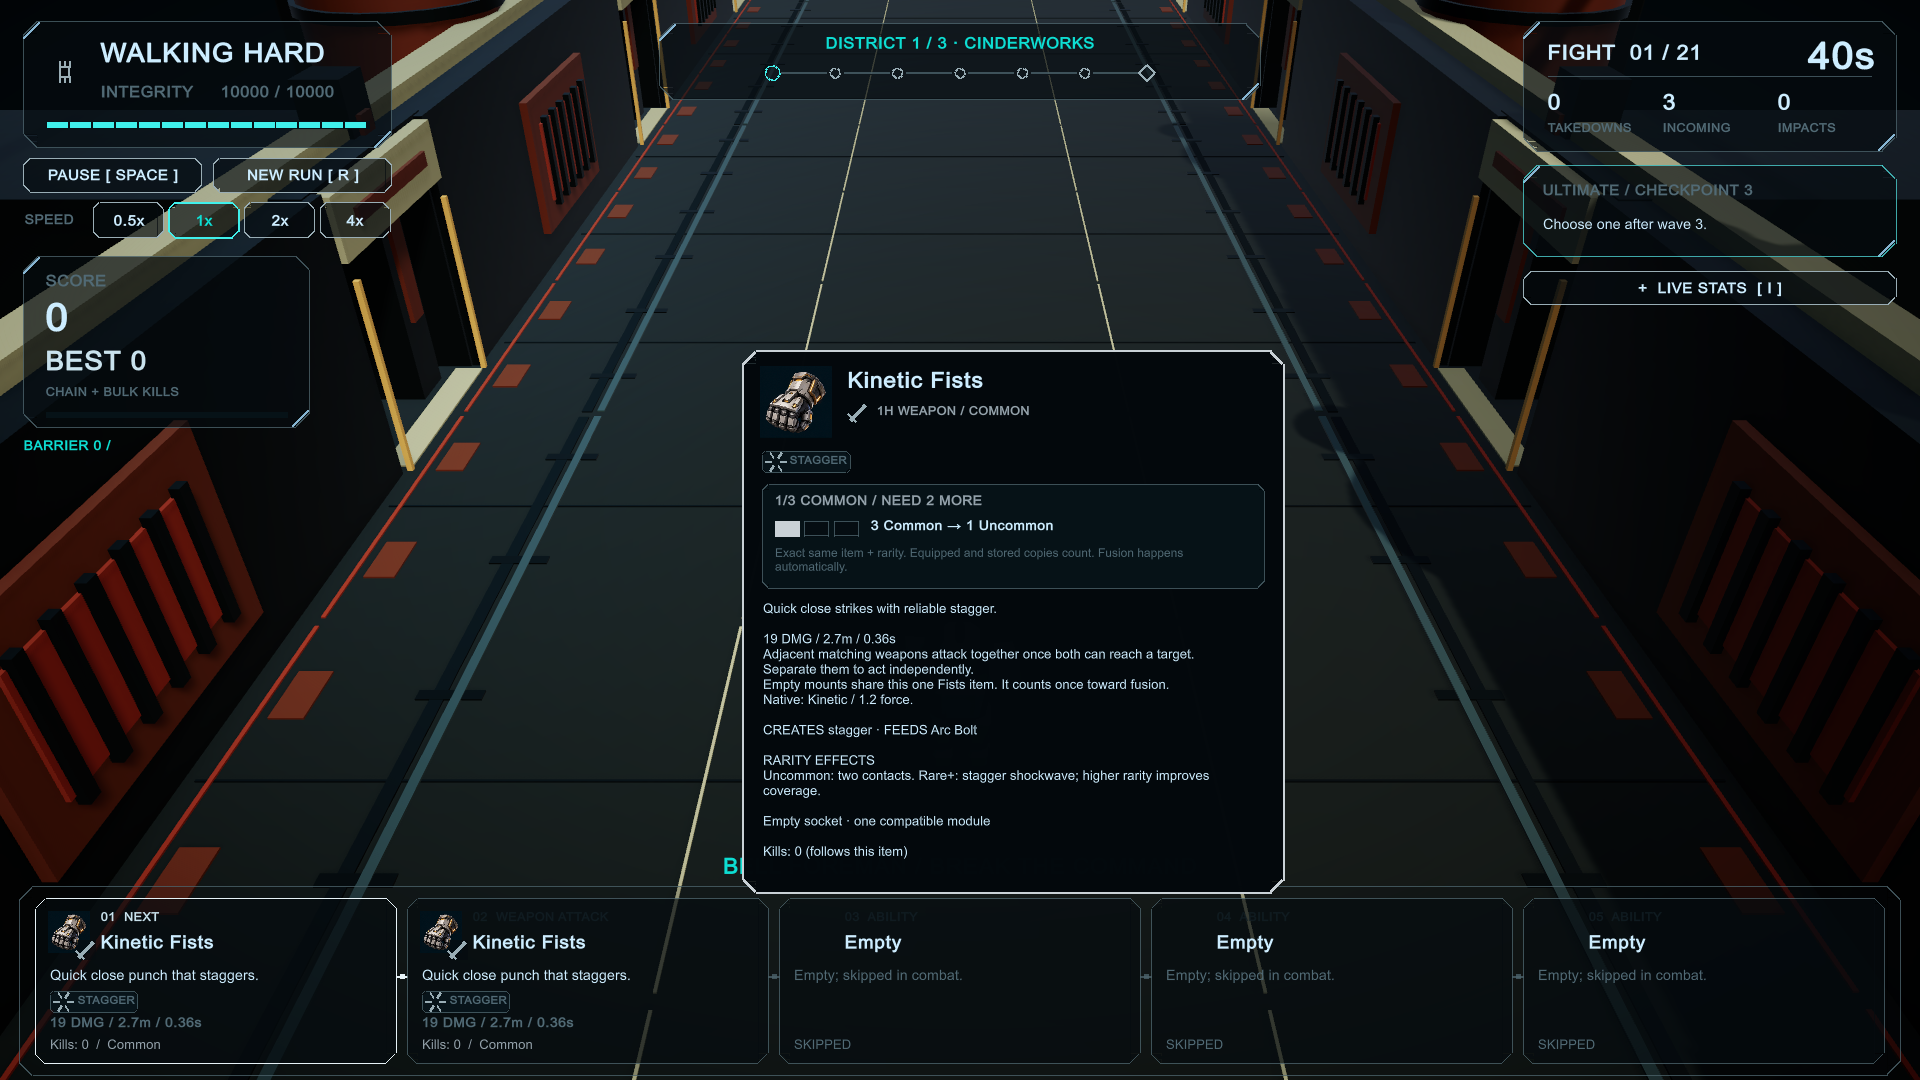 WALKING HARD
INTEGRITY 10000 / 10000
PAUSE [ SPACE ]
NEW RUN [ R ]
SPEED
0.5x
1x
2x
4x
SCORE
0
BEST 0
CHAIN + BULK KILLS
BARRIER 0 /
DISTRICT 1 / 3 · CINDERWORKS
FIGHT 01 / 21
40s
0
TAKEDOWNS
3
INCOMING
0
IMPACTS
ULTIMATE / CHECKPOINT 3
Choose one after wave 3.
+ LIVE STATS [ I ]
Kinetic Fists
1H WEAPON / COMMON
STAGGER
1/3 COMMON / NEED 2 MORE
3 Common → 1 Uncommon
Exact same item + rarity. Equipped and stored copies count. Fusion happens
automatically.
Quick close strikes with reliable stagger.
19 DMG / 2.7m / 0.36s
Adjacent matching weapons attack together once both can reach a target.
Separate them to act independently.
Empty mounts share this one Fists item. It counts once toward fusion.
Native: Kinetic / 1.2 force.
CREATES stagger · FEEDS Arc Bolt
RARITY EFFECTS
Uncommon: two contacts. Rare+: stagger shockwave; higher rarity improves
coverage.
Empty socket · one compatible module
Kills: 0 (follows this item)
01 NEXT
Kinetic Fists
Quick close punch that staggers.
STAGGER
19 DMG / 2.7m / 0.36s
Kills: 0 / Common
02 WEAPON ATTACK
Kinetic Fists
Quick close punch that staggers.
STAGGER
19 DMG / 2.7m / 0.36s
Kills: 0 / Common
03 ABILITY
Empty
Empty; skipped in combat.
SKIPPED
04 ABILITY
Empty
Empty; skipped in combat.
SKIPPED
05 ABILITY
Empty
Empty; skipped in combat.
SKIPPED